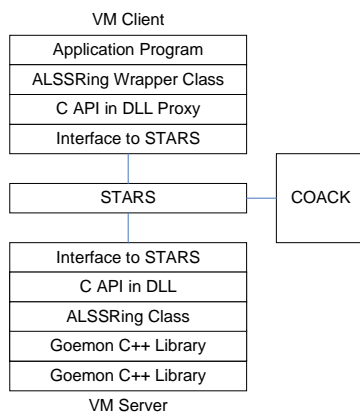 VM Client
Application Program
ALSSRing Wrapper Class
C API in DLL Proxy
Interface to STARS
STARS
COACK
Interface to STARS
C API in DLL
ALSSRing Class
Goemon C++ Library
Goemon C++ Library
VM Server